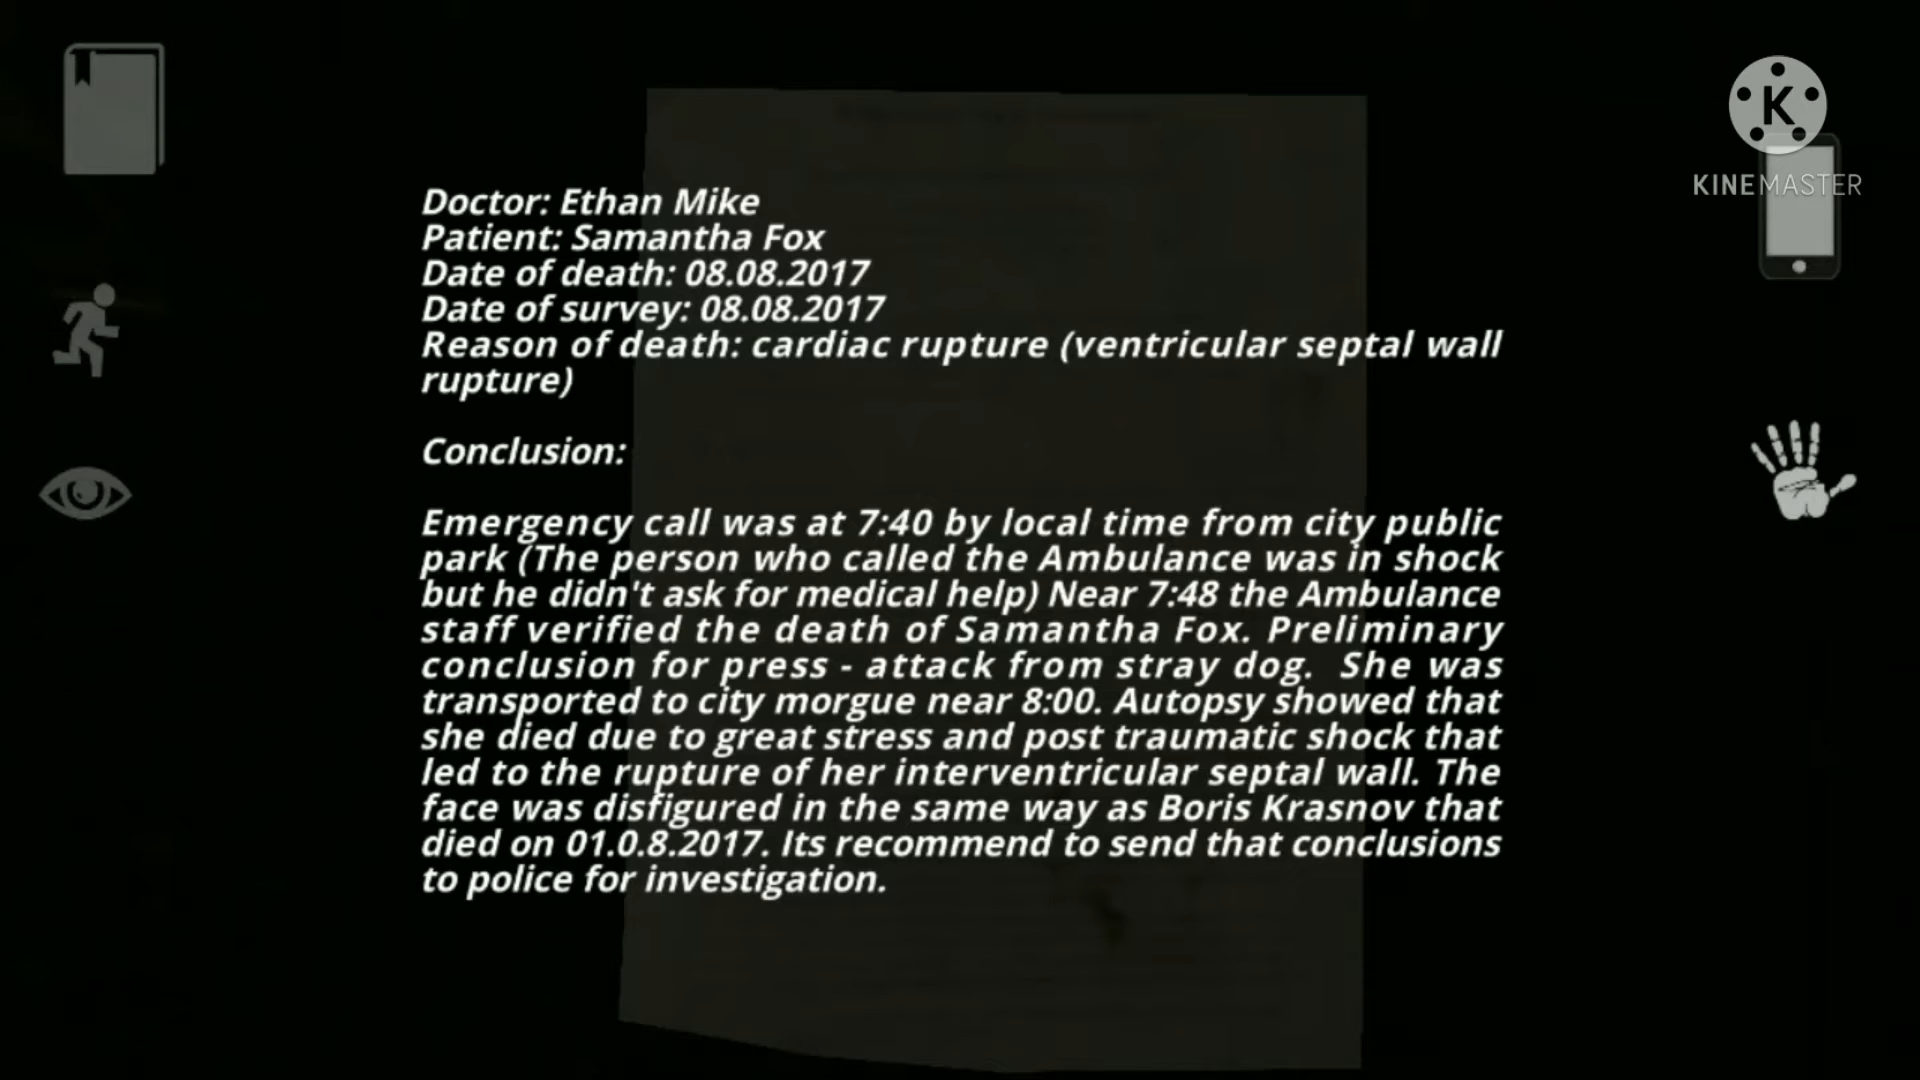 K
KINEMASTER
Doctor: Ethan Mike
Patient: Samantha Fox
Date of death: 08.08.2017
Date of survey: 08.08.2017
Reason of death: cardiac rupture (ventricular septal wall
rupture)
Conclusion:
Emergency call was at 7:40 by local time from city public
park (The person who called the Ambulance was in shock
but he didn't ask for medical help) Near 7:48 the Ambulance
staff verified the death of Samantha Fox. Preliminary
conclusion for press - attack from stray dog. She was
transported to city morgue near 8:00. Autopsy showed that
she died due to great stress and post traumatic shock that
led to the rupture of her interventricular septal wall. The
face was disfigured in the same way as Boris Krasnov that
died on 01.0.8.2017. Its recommend to send that conclusions
to police for investigation.